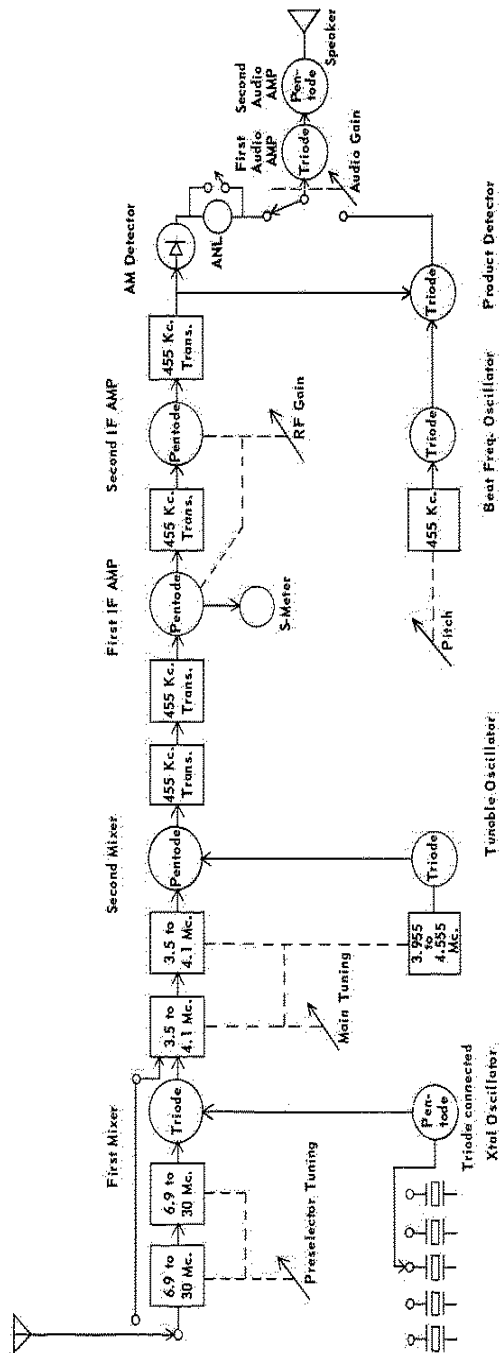 First Mixer
6.9 to
30 Mc.
6.9 to
30 Mc.
Triode
3.5 to
4.1 Mc.
3.5 to
4.1 Mc.
Preselector Tuning
Main Tuning
Pen-
tode
Triode connected
Xtal Oscillator
Second Mixer
Pentode
455 Kc.
Trans.
455 Kc.
Trans.
3.955
to
4.555
Mc.
Triode
Tunable Oscillator
First IF AMP
Pentode
S-Meter
455 Kc.
Trans.
Second IF AMP
Pentode
RF Gain
455 Kc.
Trans.
Pitch
455 Kc.
Triode
Beat Freq. Oscillator
Triode
Product Detector
AM Detector
ANL
First
Audio
AMP
Triode
Audio Gain
Second
Audio
AMP
Pen-
tode
Speaker